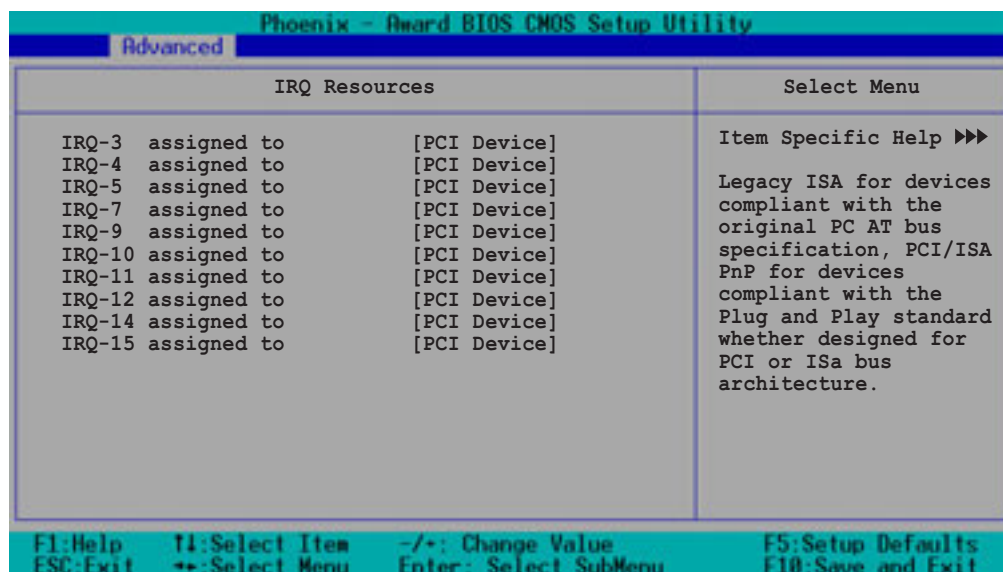 Phoenix - Award BIOS CMOS Setup Utility
Advanced
IRQ Resources
Select Menu
IRQ-3 assigned to [PCI Device]
IRQ-4 assigned to [PCI Device]
IRQ-5 assigned to [PCI Device]
IRQ-7 assigned to [PCI Device]
IRQ-9 assigned to [PCI Device]
IRQ-10 assigned to [PCI Device]
IRQ-11 assigned to [PCI Device]
IRQ-12 assigned to [PCI Device]
IRQ-14 assigned to [PCI Device]
IRQ-15 assigned to [PCI Device]
Item Specific Help ▶▶▶
Legacy ISA for devices
compliant with the
original PC AT bus
specification, PCI/ISA
PnP for devices
compliant with the
Plug and Play standard
whether designed for
PCI or ISa bus
architecture.
F1:Help ↑↓:Select Item -/+: Change Value F5:Setup Defaults
ESC:Exit ←→:Select Menu Enter: Select SubMenu F10:Save and Exit